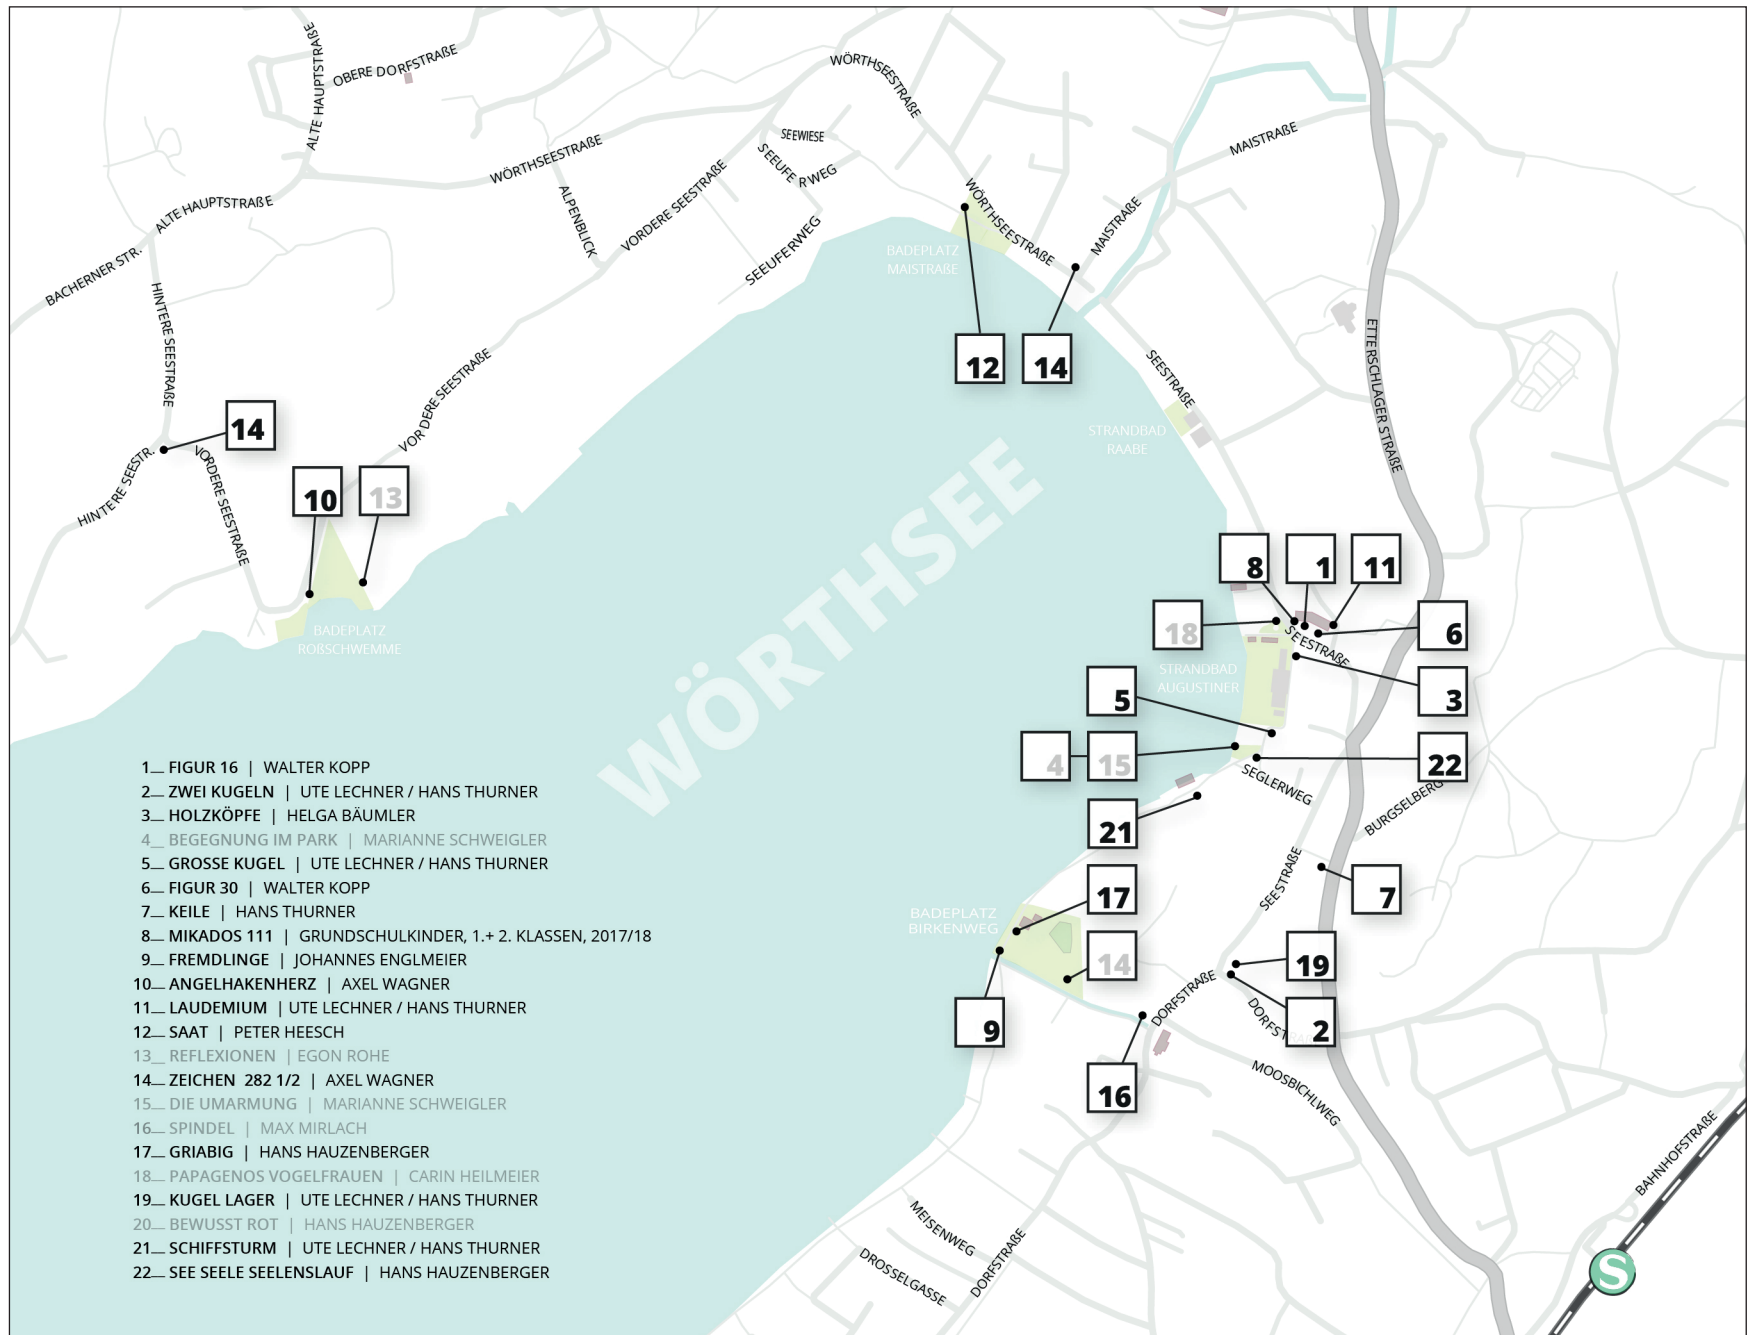 ALTE HAUPTSTRAßE
OBERE DORFSTRAßE
ALTE HAUPTSTRAßE
BACHERNER STR.
HINTERE SEESTRAßE
HINTERE SEESTR.
VORDERE SEESTRAßE
VORDERE SEESTRAßE
WÖRTHSEESTRAßE
ALPENBLICK
VORDERE SEESTRAßE
WÖRTHSEESTRAßE
SEEWIESE
SEEUFERWEG
SEEUFERWEG
WÖRTHSEESTRAßE
MAISTRAßE
MAISTRAßE
BADEPLATZ
MAISTRAßE
12
14
SEESTRAßE
STRANDBAD
RAABE
ETTERSCHLAGER STRAßE
14
10
13
BADEPLATZ
ROßSCHWEMME
WÖRTHSEE
8
1
11
18
6
SEESTRAßE
STRANDBAD
AUGUSTINER
5
3
4
15
22
SEGLERWEG
BURGSELBERG
21
SEESTRAßE
17
7
BADEPLATZ
BIRKENWEG
14
19
DORFSTRAßE
9
DORFSTRA
2
16
MOOSBICHLWEG
BAHNHOFSTRAßE
MEISENWEG
DROSSELGASSE
DORFSTRAßE
S
1__ FIGUR 16 | WALTER KOPP
2__ ZWEI KUGELN | UTE LECHNER / HANS THURNER
3__ HOLZKÖPFE | HELGA BÄUMLER
4__ BEGEGNUNG IM PARK | MARIANNE SCHWEIGLER
5__ GROSSE KUGEL | UTE LECHNER / HANS THURNER
6__ FIGUR 30 | WALTER KOPP
7__ KEILE | HANS THURNER
8__ MIKADOS 111 | GRUNDSCHULKINDER, 1.+ 2. KLASSEN, 2017/18
9__ FREMDLINGE | JOHANNES ENGLMEIER
10__ ANGELHAKENHERZ | AXEL WAGNER
11__ LAUDEMIUM | UTE LECHNER / HANS THURNER
12__ SAAT | PETER HEESCH
13__ REFLEXIONEN | EGON ROHE
14__ ZEICHEN 282 1/2 | AXEL WAGNER
15__ DIE UMARMUNG | MARIANNE SCHWEIGLER
16__ SPINDEL | MAX MIRLACH
17__ GRIABIG | HANS HAUZENBERGER
18__ PAPAGENOS VOGELFRAUEN | CARIN HEILMEIER
19__ KUGEL LAGER | UTE LECHNER / HANS THURNER
20__ BEWUSST ROT | HANS HAUZENBERGER
21__ SCHIFFSTURM | UTE LECHNER / HANS THURNER
22__ SEE SEELE SEELENSLAUF | HANS HAUZENBERGER